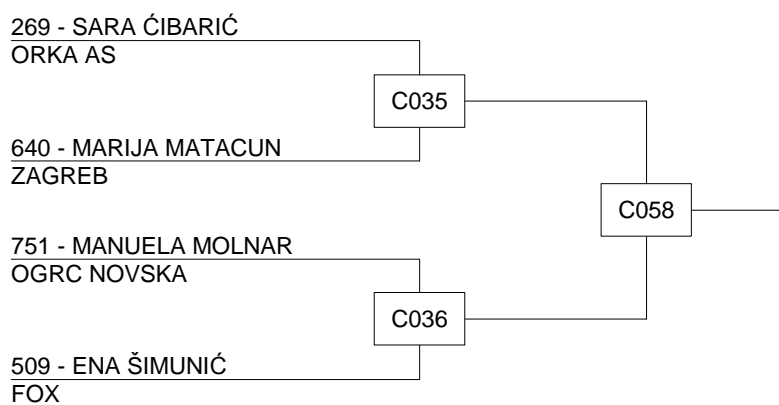 269 - SARA ĆIBARIĆ
ORKA AS
C035
640 - MARIJA MATACUN
ZAGREB
C058
751 - MANUELA MOLNAR
OGRC NOVSKA
C036
509 - ENA ŠIMUNIĆ
FOX